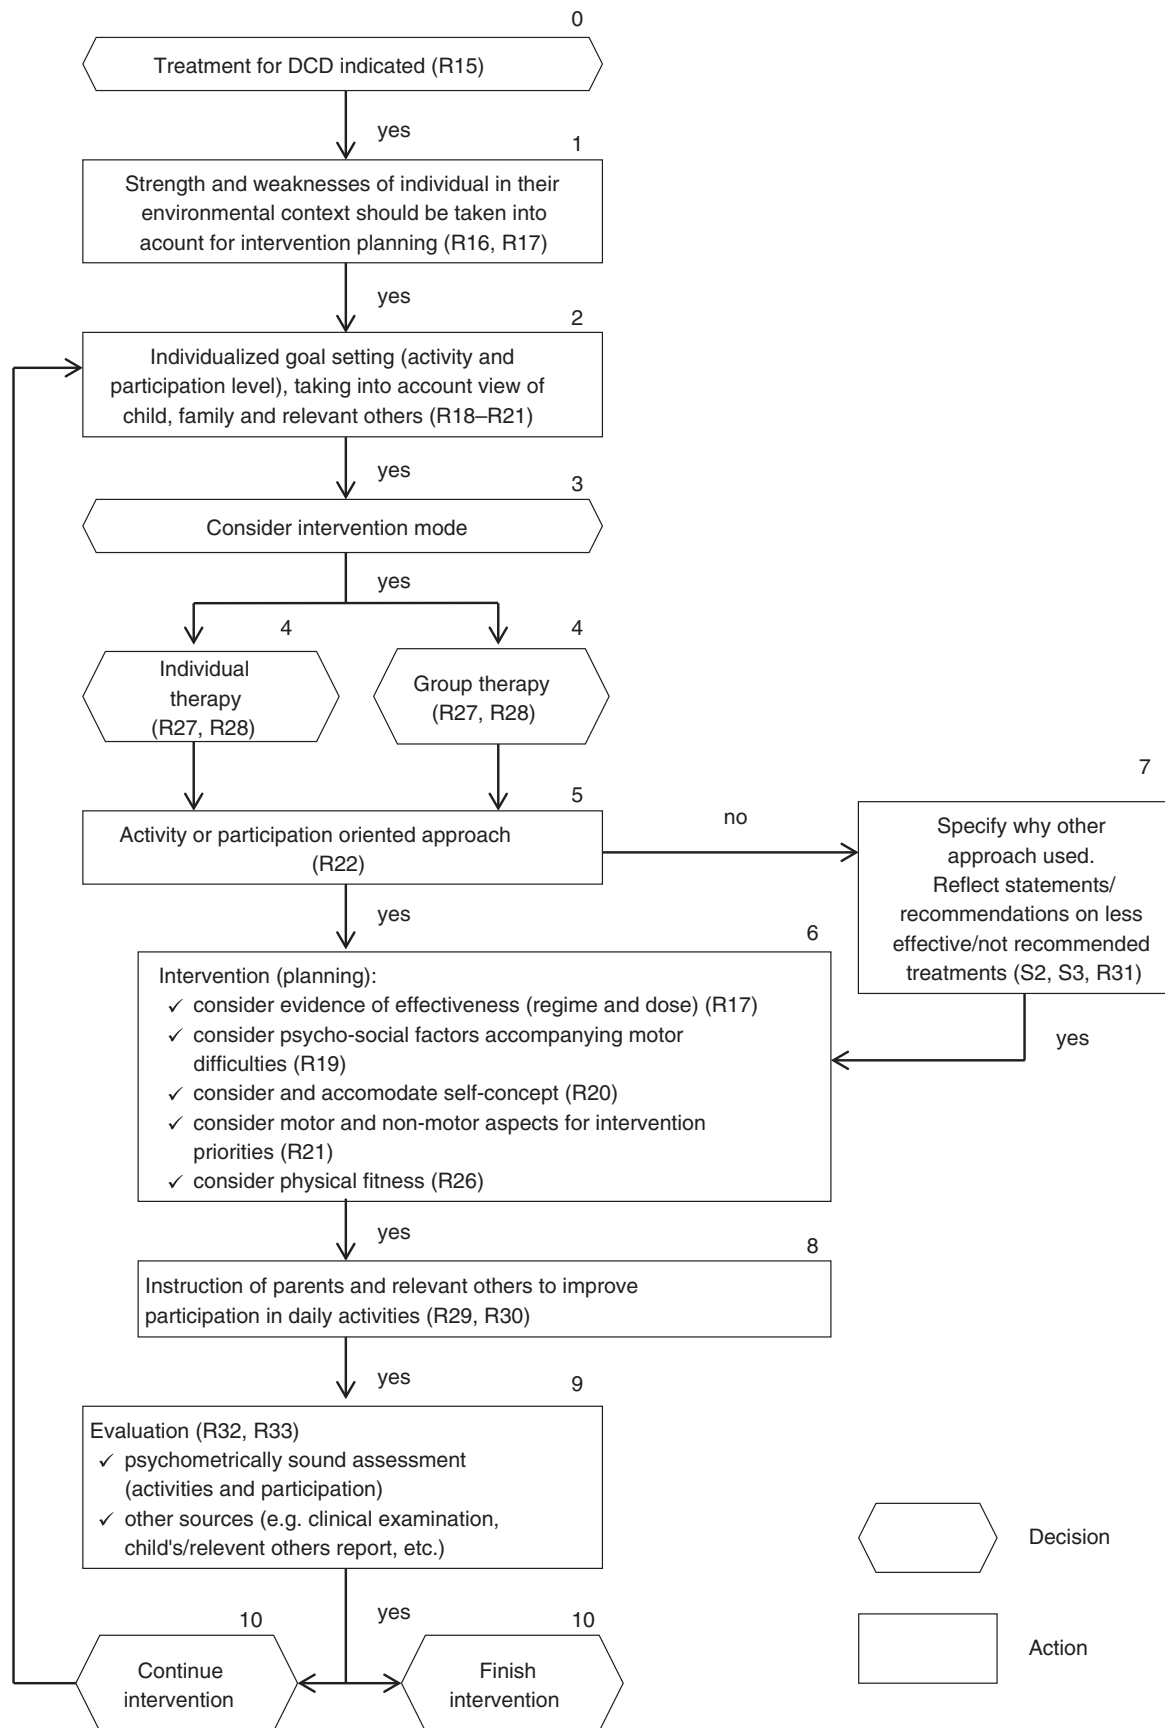 0
Treatment for DCD indicated (R15)
yes
1
Strength and weaknesses of individual in their
environmental context should be taken into
acount for intervention planning (R16, R17)
yes
2
Individualized goal setting (activity and
participation level), taking into account view of
child, family and relevant others (R18–R21)
yes
3
Consider intervention mode
yes
4
Individual
therapy
(R27, R28)
4
Group therapy
(R27, R28)
5
Activity or participation oriented approach
(R22)
no
7
Specify why other
approach used.
Reflect statements/
recommendations on less
effective/not recommended
treatments (S2, S3, R31)
yes
yes
6
Intervention (planning):
✓ consider evidence of effectiveness (regime and dose) (R17)
✓ consider psycho-social factors accompanying motor
difficulties (R19)
✓ consider and accomodate self-concept (R20)
✓ consider motor and non-motor aspects for intervention
priorities (R21)
✓ consider physical fitness (R26)
yes
8
Instruction of parents and relevant others to improve
participation in daily activities (R29, R30)
yes
9
Evaluation (R32, R33)
✓ psychometrically sound assessment
(activities and participation)
✓ other sources (e.g. clinical examination,
child's/relevent others report, etc.)
yes
10
Continue
intervention
10
Finish
intervention
Decision
Action